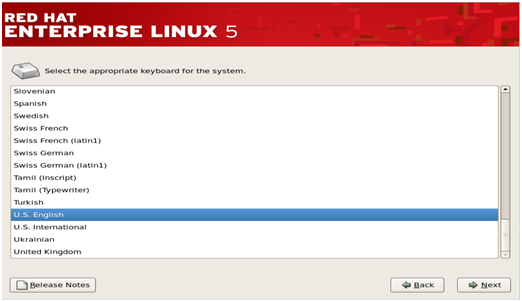 RED HAT
ENTERPRISE LINUX 5
Select the appropriate keyboard for the system.
Slovenian
Spanish
Swedish
Swiss French
Swiss French (latin1)
Swiss German
Swiss German (latin1)
Tamil (Inscript)
Tamil (Typewriter)
Turkish
U.S. English
U.S. International
Ukrainian
United Kingdom
Release Notes
Back
Next